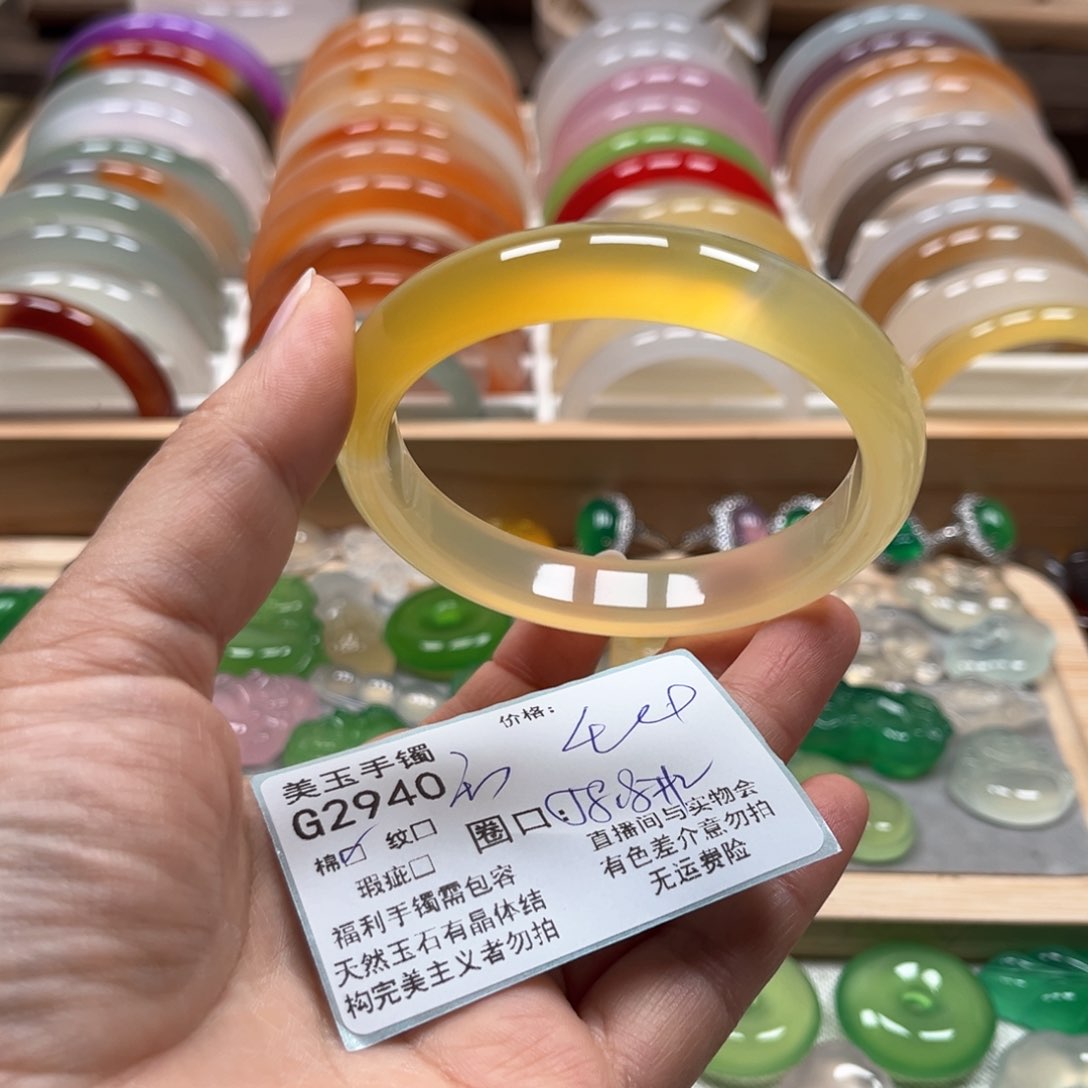 价格:
美玉手镯
G2940
圈口:58.8
棉☑ 纹□
瑕疵□
直播间与实物会
有色差介意勿拍
无运费险
福利手镯需包容
天然玉石有晶体结
构完美主义者勿拍